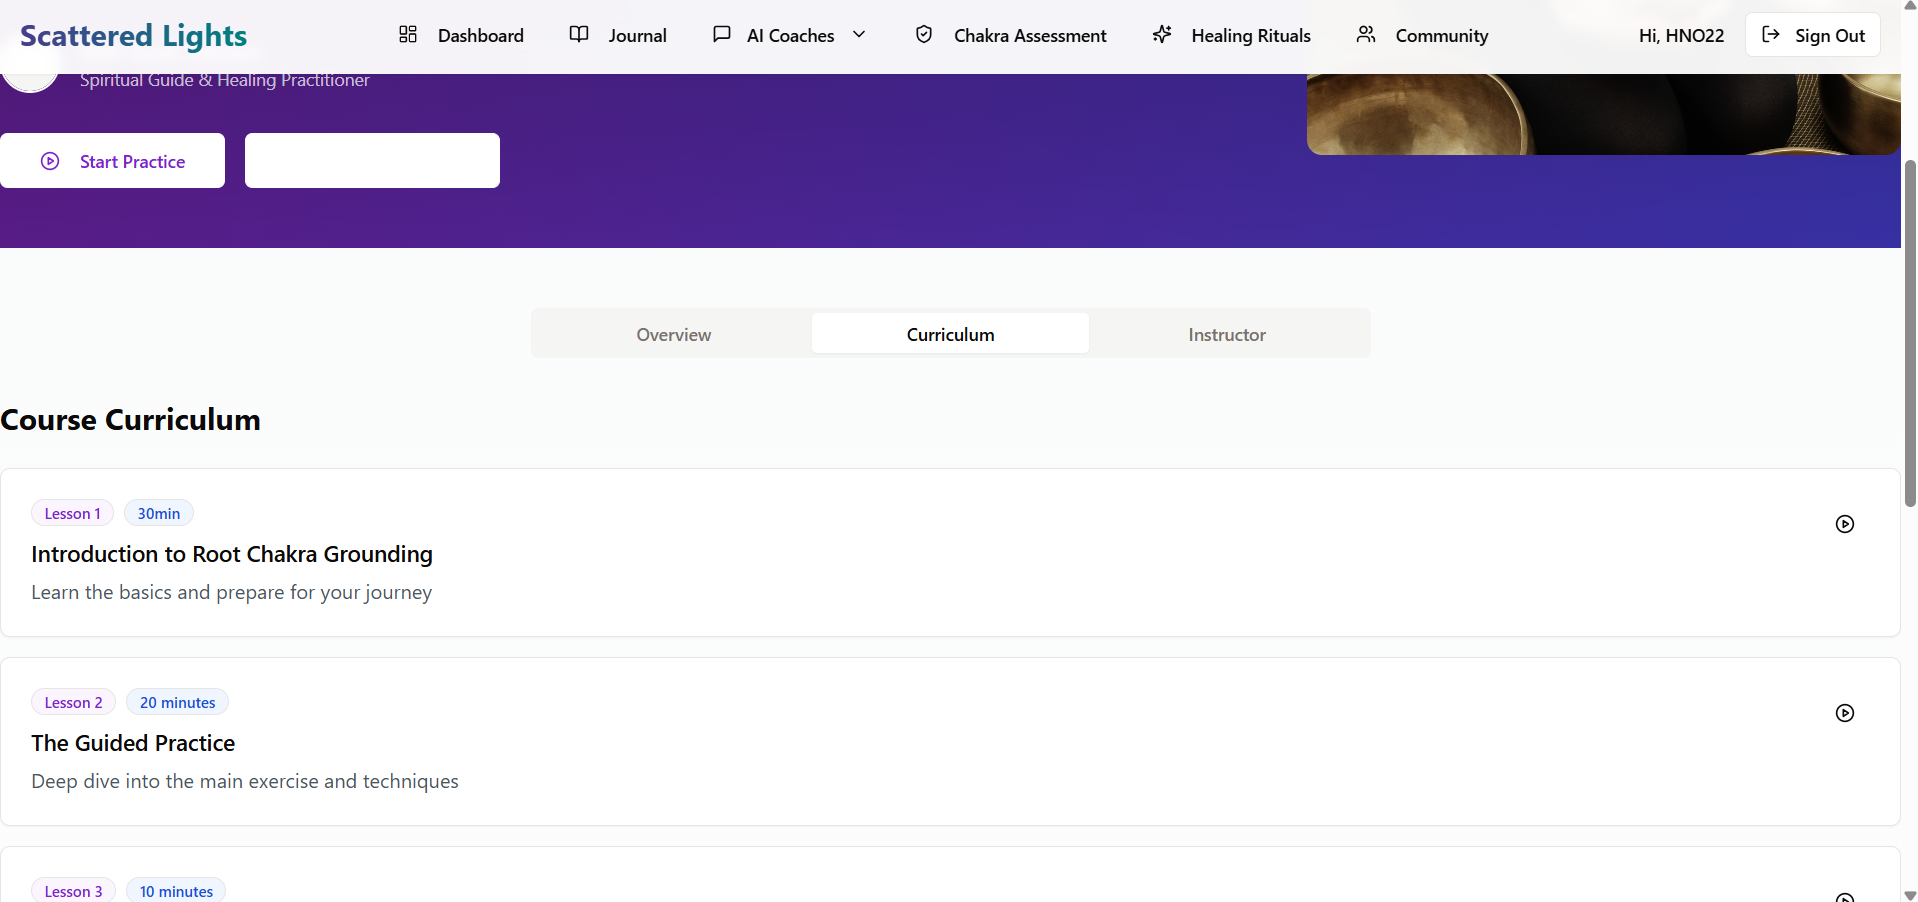 Scattered Lights
Dashboard
Journal
AI Coaches
Chakra Assessment
Healing Rituals
Community
Hi, HNO22
Sign Out
Spiritual Guide & Healing Practitioner
Start Practice
Overview
Curriculum
Instructor
Course Curriculum
Lesson 1
30min
Introduction to Root Chakra Grounding
Learn the basics and prepare for your journey
Lesson 2
20 minutes
The Guided Practice
Deep dive into the main exercise and techniques
Lesson 3
10 minutes